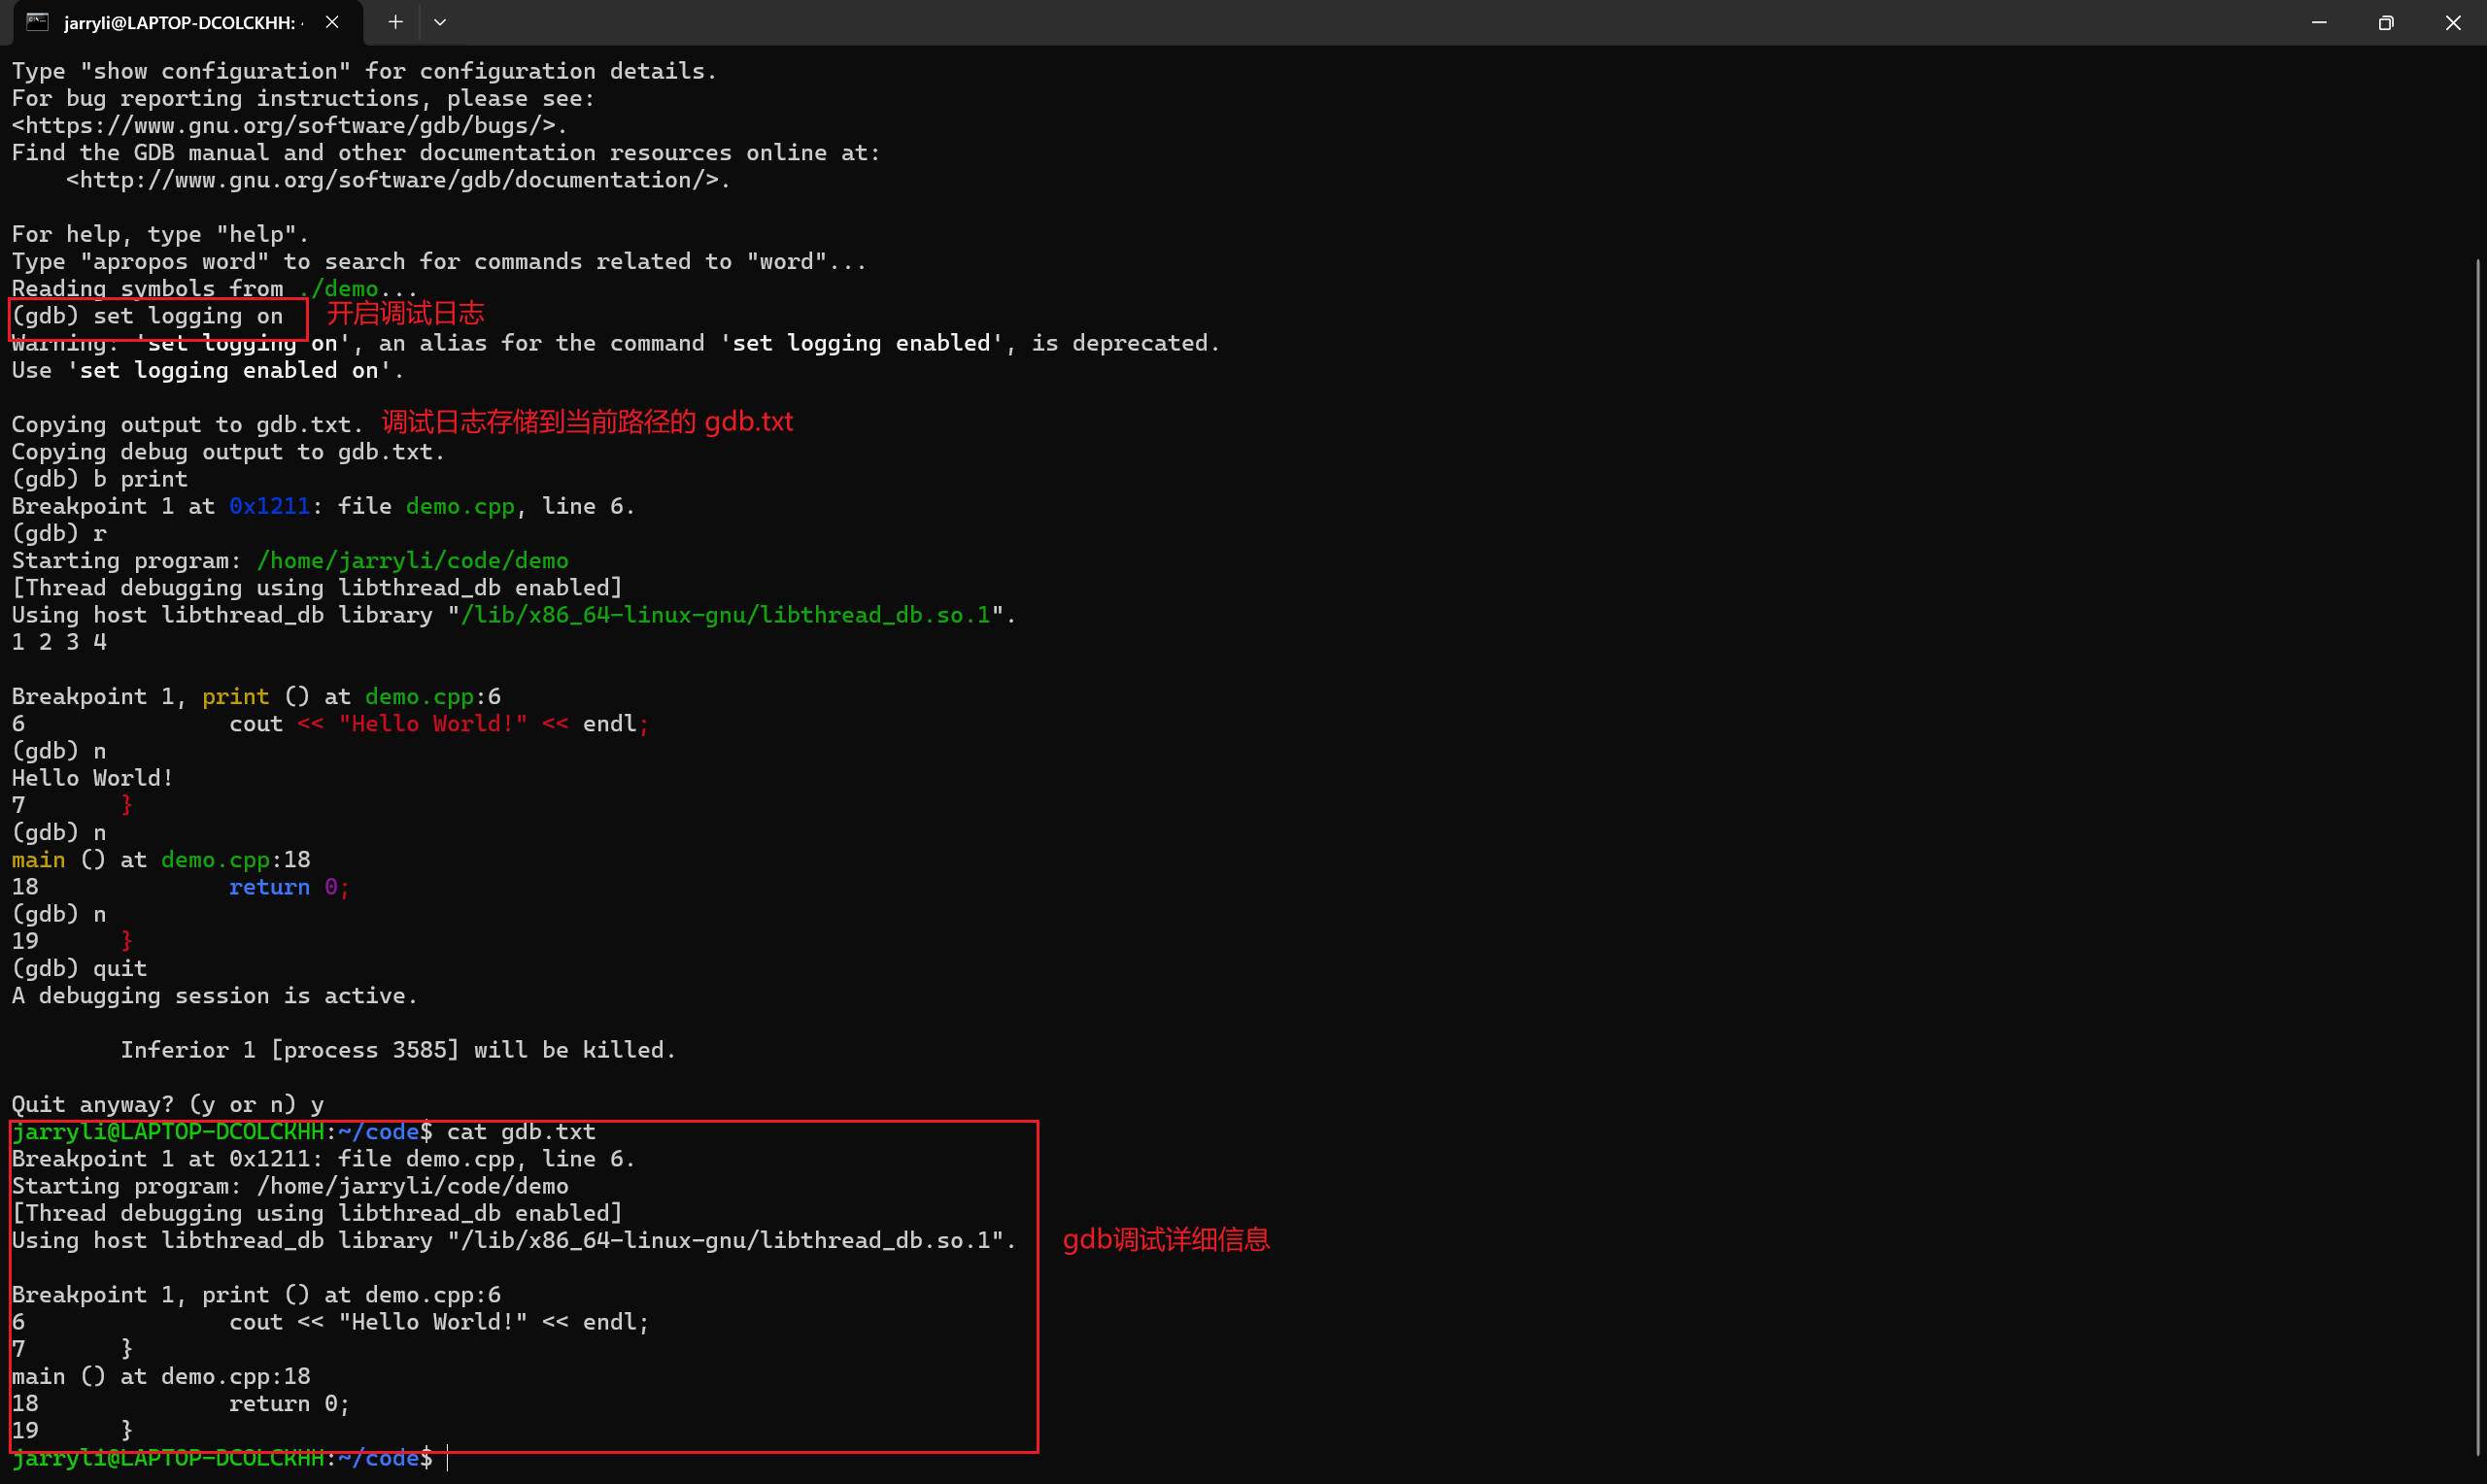 jarryli@LAPTOP-DCOLCKHH: 
Type "show configuration" for configuration details.
For bug reporting instructions, please see:
<https://www.gnu.org/software/gdb/bugs/>.
Find the GDB manual and other documentation resources online at:
    <http://www.gnu.org/software/gdb/documentation/>.
For help, type "help".
Type "apropos word" to search for commands related to "word"...
Reading symbols from ./demo...
(gdb) set logging on 开启调试日志
Warning: 'set logging on', an alias for the command 'set logging enabled', is deprecated.
Use 'set logging enabled on'.
Copying output to gdb.txt. 调试日志存储到当前路径的 gdb.txt
Copying debug output to gdb.txt.
(gdb) b print
Breakpoint 1 at 0x1211: file demo.cpp, line 6.
(gdb) r
Starting program: /home/jarryli/code/demo
[Thread debugging using libthread_db enabled]
Using host libthread_db library "/lib/x86_64-linux-gnu/libthread_db.so.1".
1 2 3 4
Breakpoint 1, print () at demo.cpp:6
6               cout << "Hello World!" << endl;
(gdb) n
Hello World!
7       }
(gdb) n
main () at demo.cpp:18
18              return 0;
(gdb) n
19      }
(gdb) quit
A debugging session is active.
        Inferior 1 [process 3585] will be killed.
Quit anyway? (y or n) y
jarryli@LAPTOP-DCOLCKHH:~/code$ cat gdb.txt
Breakpoint 1 at 0x1211: file demo.cpp, line 6.
Starting program: /home/jarryli/code/demo
[Thread debugging using libthread_db enabled]
Using host libthread_db library "/lib/x86_64-linux-gnu/libthread_db.so.1". gdb调试详细信息
Breakpoint 1, print () at demo.cpp:6
6               cout << "Hello World!" << endl;
7       }
main () at demo.cpp:18
18              return 0;
19      }
jarryli@LAPTOP-DCOLCKHH:~/code$